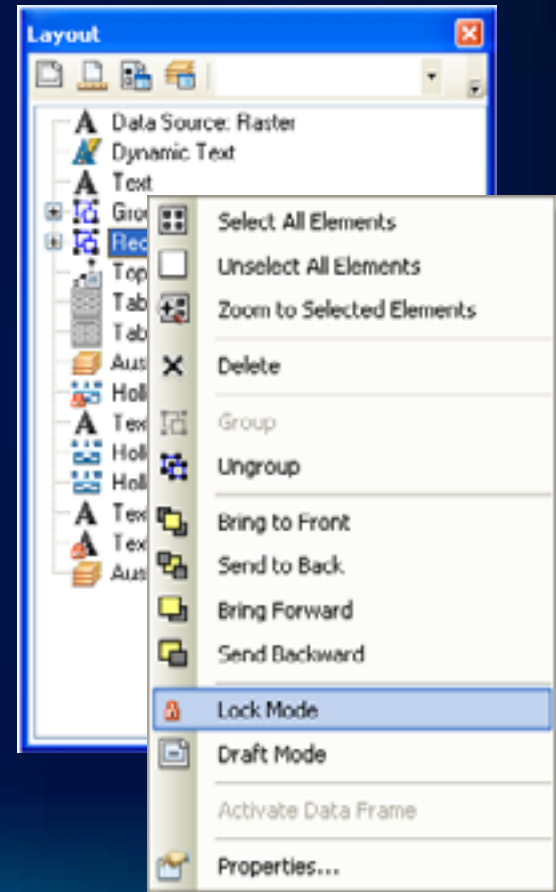 Layout
Data Source: Raster
Dynamic Text
Text
Select All Elements
Unselect All Elements
Zoom to Selected Elements
Delete
Group
Ungroup
Bring to Front
Send to Back
Bring Forward
Send Backward
Lock Mode
Draft Mode
Activate Data Frame
Properties...